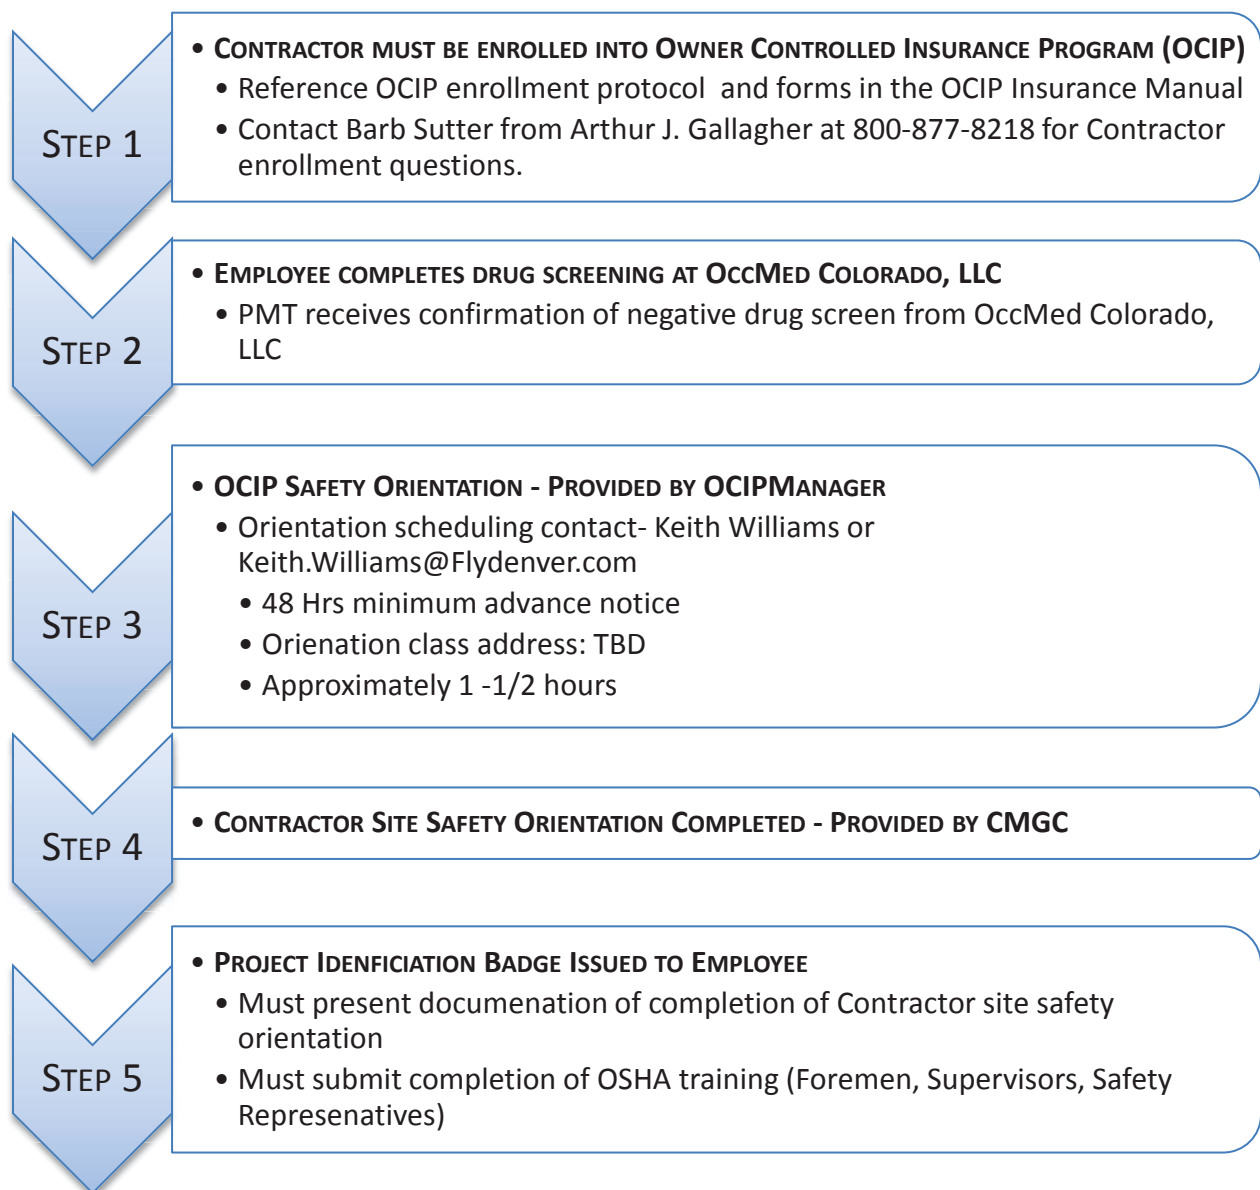 STEP 1
• CONTRACTOR MUST BE ENROLLED INTO OWNER CONTROLLED INSURANCE PROGRAM (OCIP)
• Reference OCIP enrollment protocol and forms in the OCIP Insurance Manual
• Contact Barb Sutter from Arthur J. Gallagher at 800-877-8218 for Contractor
enrollment questions.
STEP 2
• EMPLOYEE COMPLETES DRUG SCREENING AT OCCMED COLORADO, LLC
• PMT receives confirmation of negative drug screen from OccMed Colorado,
LLC
STEP 3
• OCIP SAFETY ORIENTATION - PROVIDED BY OCIPMANAGER
• Orientation scheduling contact- Keith Williams or
Keith.Williams@Flydenver.com
• 48 Hrs minimum advance notice
• Orienation class address: TBD
• Approximately 1 -1/2 hours
STEP 4
• CONTRACTOR SITE SAFETY ORIENTATION COMPLETED - PROVIDED BY CMGC
STEP 5
• PROJECT IDENFICIATION BADGE ISSUED TO EMPLOYEE
• Must present documenation of completion of Contractor site safety
orientation
• Must submit completion of OSHA training (Foremen, Supervisors, Safety
Represenatives)